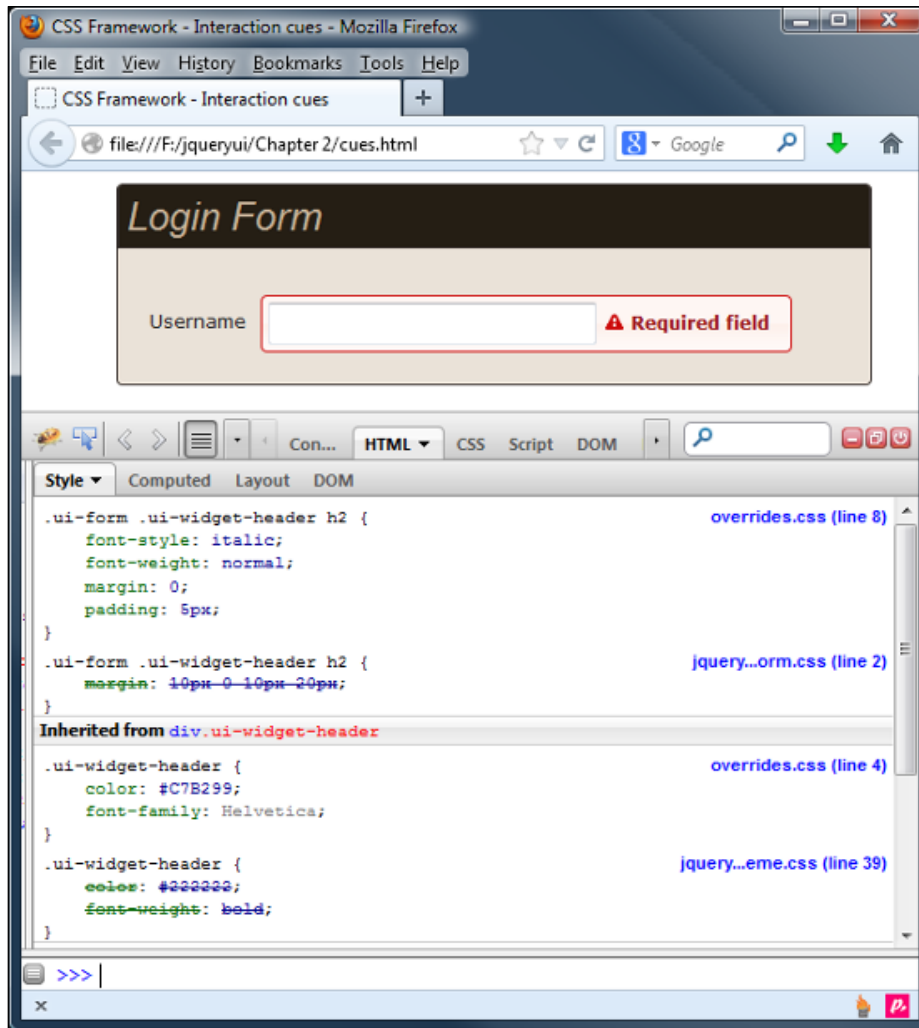 CSS Framework - Interaction cues - Mozilla Firefox
File Edit View History Bookmarks Tools Help
CSS Framework - Interaction cues +
file:///F:/jqueryui/Chapter 2/cues.html 8 Google
Login Form
Username Required field
Con... HTML CSS Script DOM
Style Computed Layout DOM
.ui-form .ui-widget-header h2 { overrides.css (line 8)
font-style: italic;
font-weight: normal;
margin: 0;
padding: 5px;
}
.ui-form .ui-widget-header h2 { jquery...orm.css (line 2)
margin: 10px 0 10px 20px;
}
Inherited from div.ui-widget-header
.ui-widget-header { overrides.css (line 4)
color: #C7B299;
font-family: Helvetica;
}
.ui-widget-header { jquery...eme.css (line 39)
color: #222222;
font-weight: bold;
}
>>>
x p.